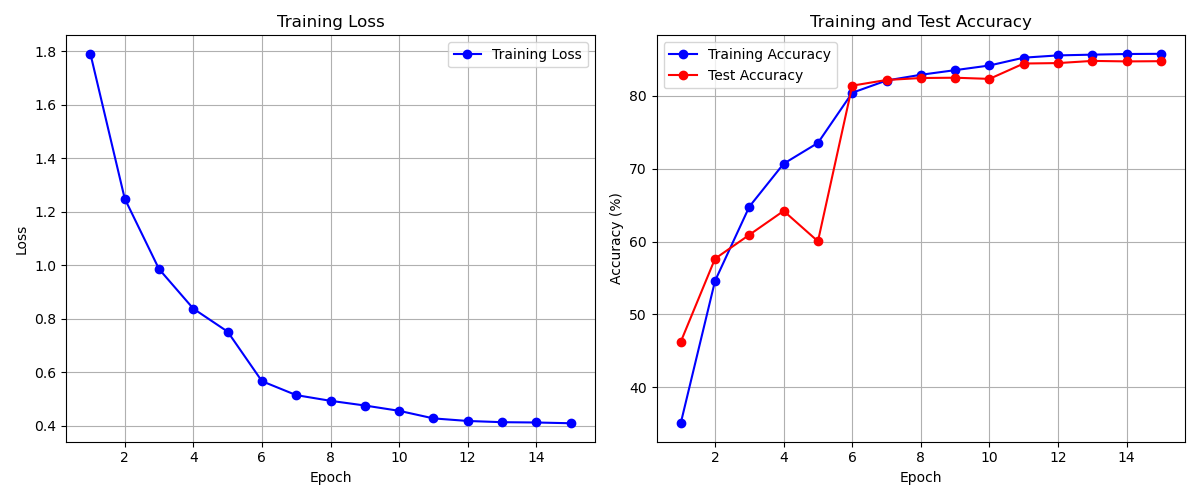 Training Loss
Training Loss
1.8
1.6
1.4
1.2
1.0
0.8
0.6
0.4
Loss
2 4 6 8 10 12 14
Epoch
Training and Test Accuracy
Training Accuracy
Test Accuracy
80
70
60
50
40
Accuracy (%)
2 4 6 8 10 12 14
Epoch